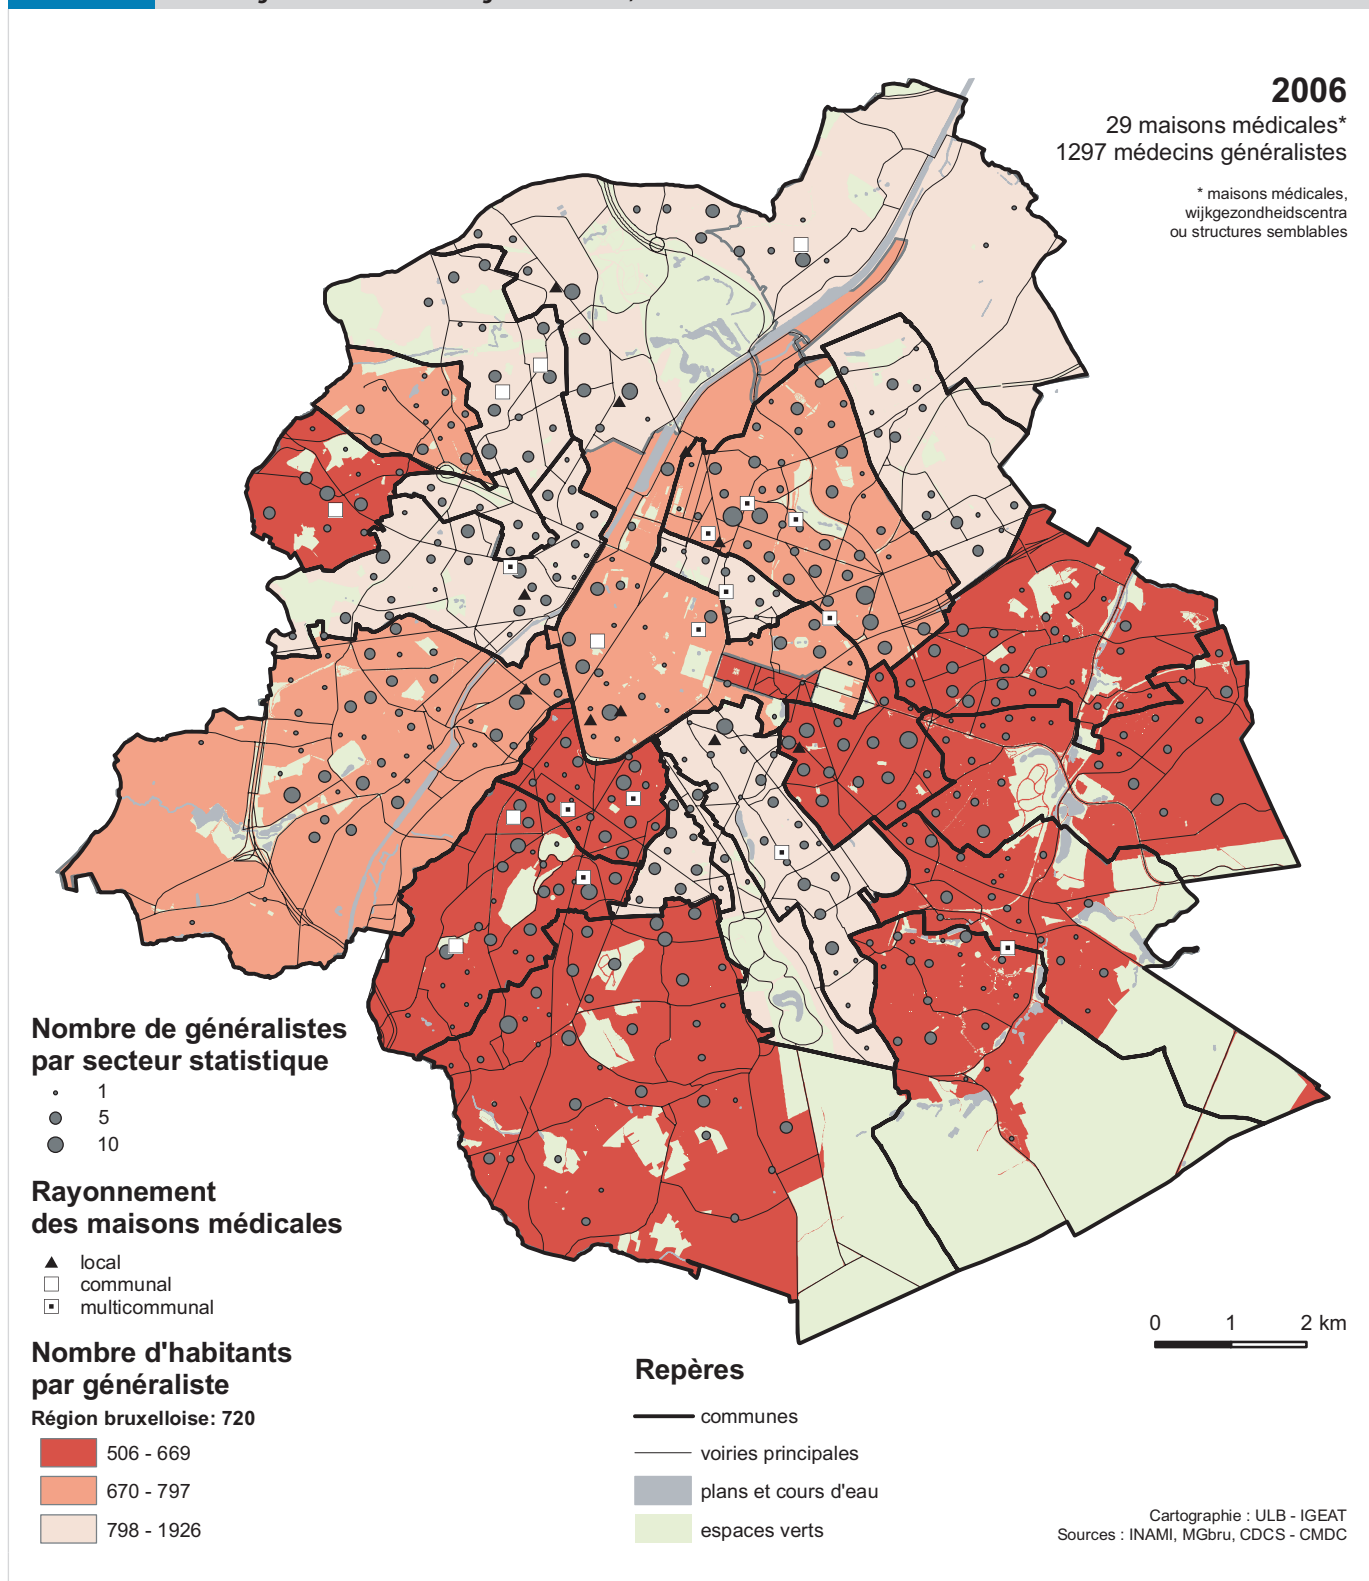 2006
29 maisons médicales*
1297 médecins généralistes
* maisons médicales,
wijkgezondheidscentra
ou structures semblables
Nombre de généralistes
par secteur statistique
1
5
10
Rayonnement
des maisons médicales
local
communal
multicommunal
Nombre d'habitants
par généraliste
Région bruxelloise: 720
506 - 669
670 - 797
798 - 1926
Repères
communes
voiries principales
plans et cours d'eau
espaces verts
0 1 2 km
Cartographie : ULB - IGEAT
Sources : INAMI, MGbru, CDCS - CMDC